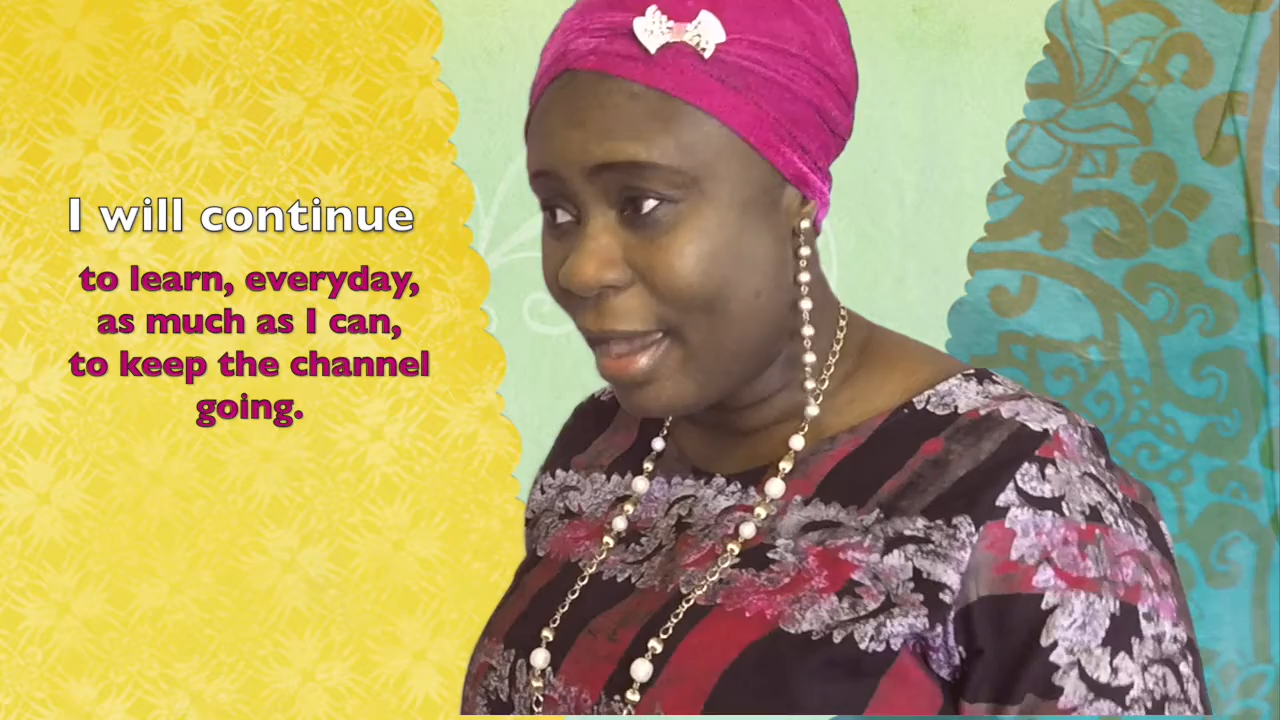 I will continue
to learn, everyday,
as much as I can,
to keep the channel
going.